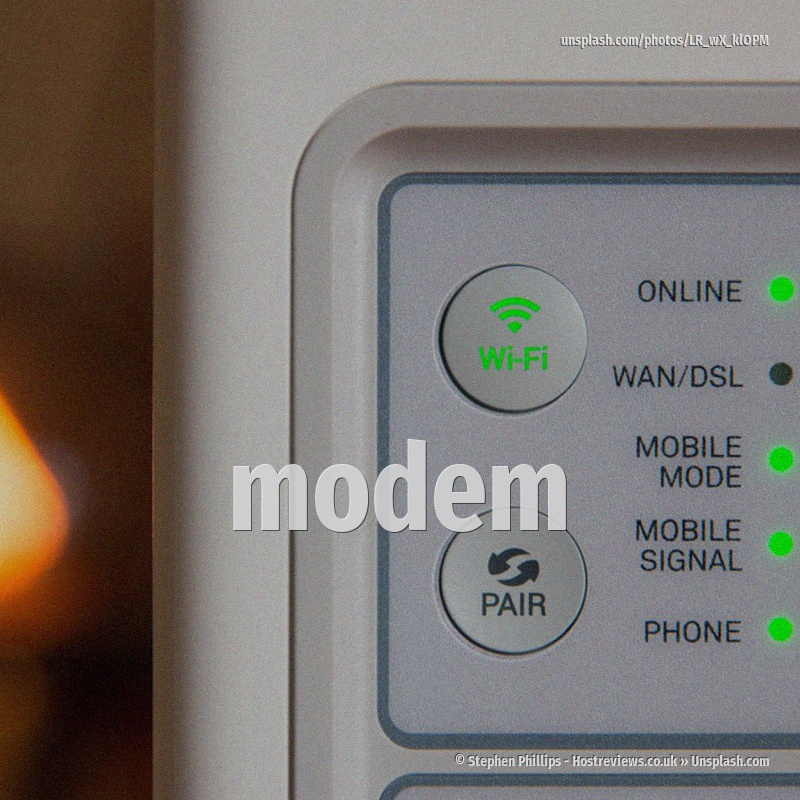 unsplash.com/photos/LR_wX_klOPM
Wi-Fi
ONLINE
WAN/DSL
MOBILE
MODE
modem
MOBILE
SIGNAL
PAIR
PHONE
© Stephen Phillips - Hostreviews.co.uk » Unsplash.com